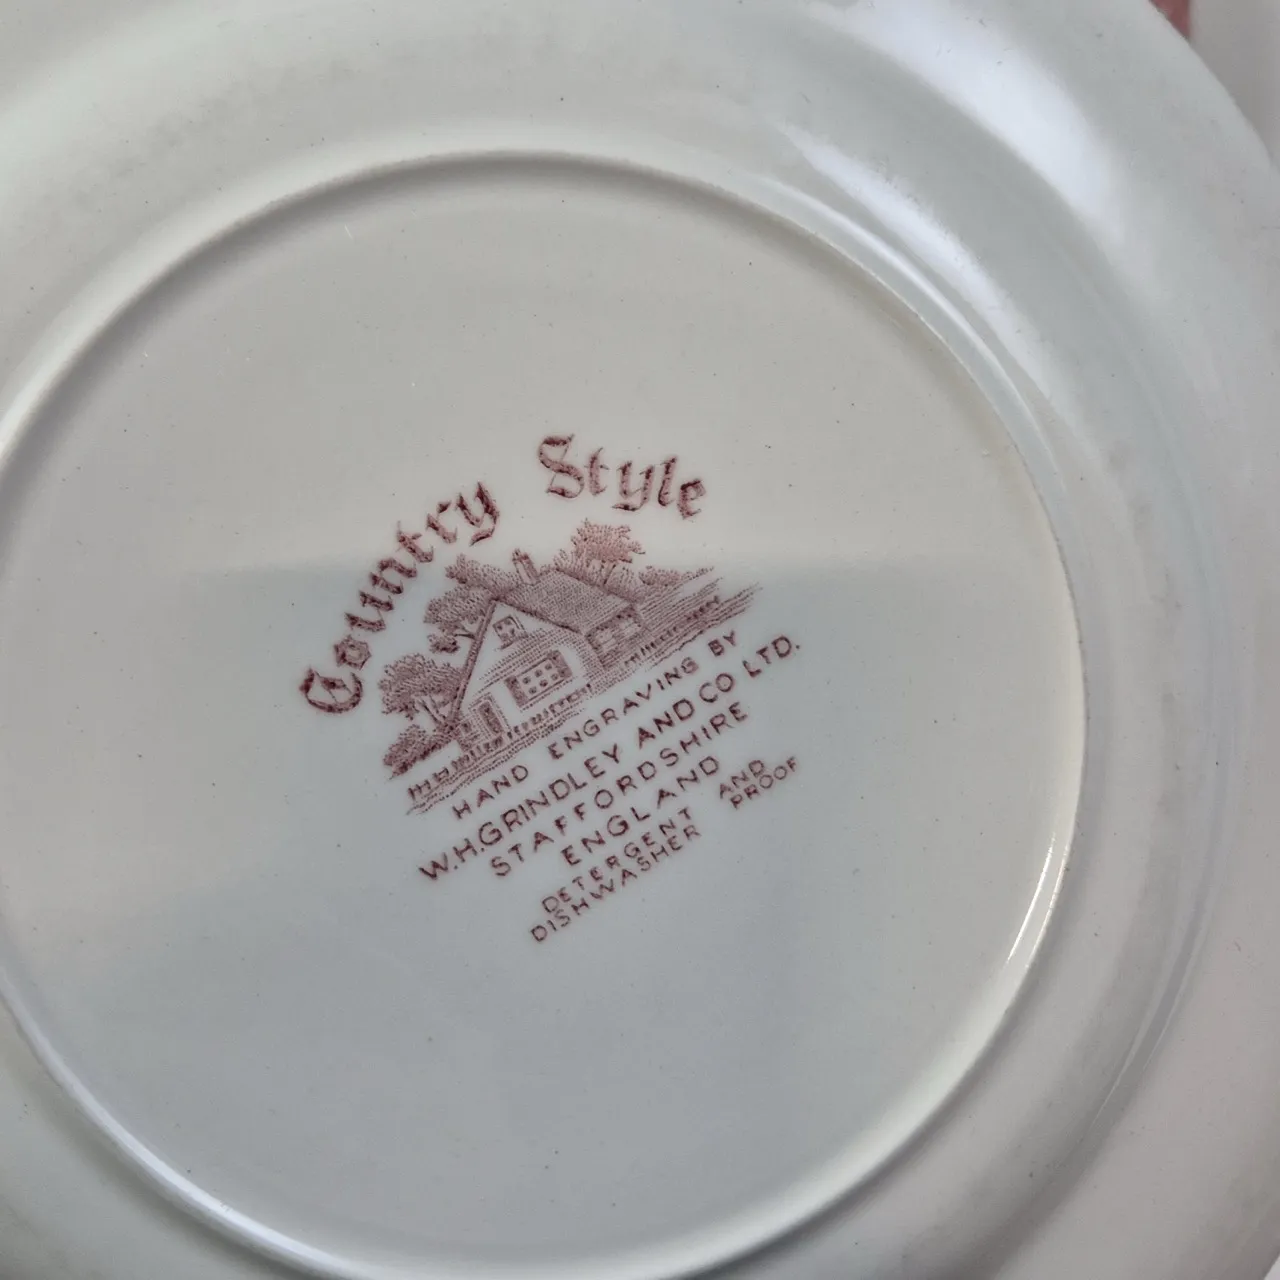 Country Style
HAND ENGRAVING BY
W.H.GRINDLEY AND CO LTD.
STAFFORDSHIRE
ENGLAND
DETERGENT AND
DISHWASHER PROOF